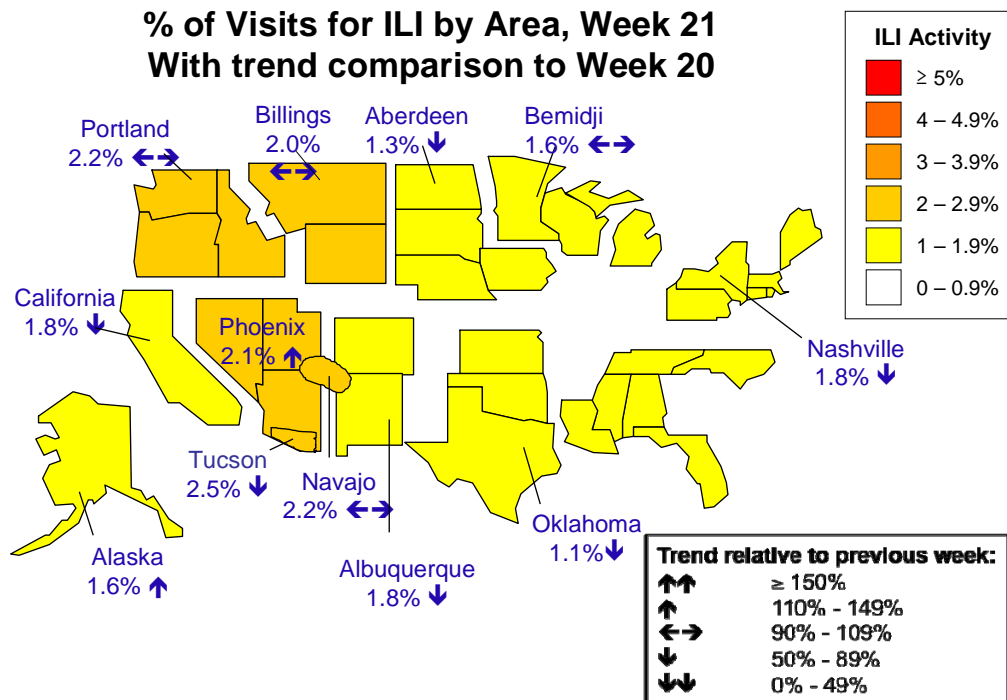 % of Visits for ILI by Area, Week 21
With trend comparison to Week 20
ILI Activity
≥ 5%
4 – 4.9%
3 – 3.9%
2 – 2.9%
1 – 1.9%
0 – 0.9%
Portland
2.2% ←→
Billings
2.0%
←→
Aberdeen
1.3% ↓
Bemidji
1.6% ←→
California
1.8% ↓
Phoenix
2.1% ↑
Nashville
1.8% ↓
Tucson
2.5% ↓
Navajo
2.2% ←→
Oklahoma
1.1% ↓
Alaska
1.6% ↑
Albuquerque
1.8% ↓
Trend relative to previous week:
↑↑ ≥ 150%
↑ 110% - 149%
←→ 90% - 109%
↓ 50% - 89%
↓↓ 0% - 49%